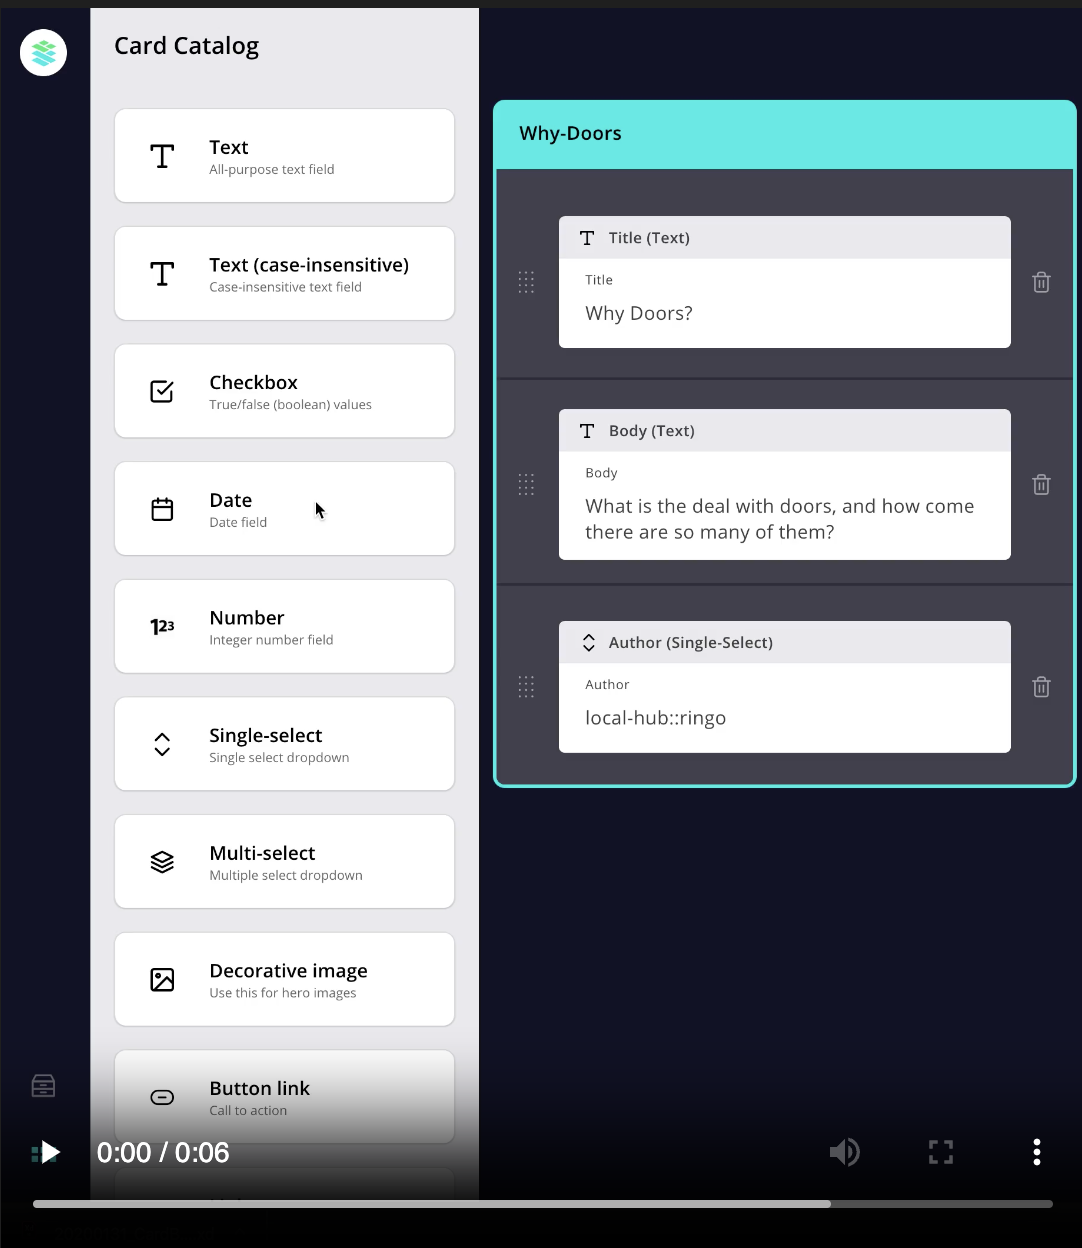 Card Catalog
Text
All-purpose text field
Text (case-insensitive)
Case-insensitive text field
Checkbox
True/false (boolean) values
Date
Date field
Number
Integer number field
Single-select
Single select dropdown
Multi-select
Multiple select dropdown
Decorative image
Use this for hero images
Button link
Call to action
Why-Doors
Title (Text)
Title
Why Doors?
Body (Text)
Body
What is the deal with doors, and how come
there are so many of them?
Author (Single-Select)
Author
local-hub::ringo
0:00 / 0:06